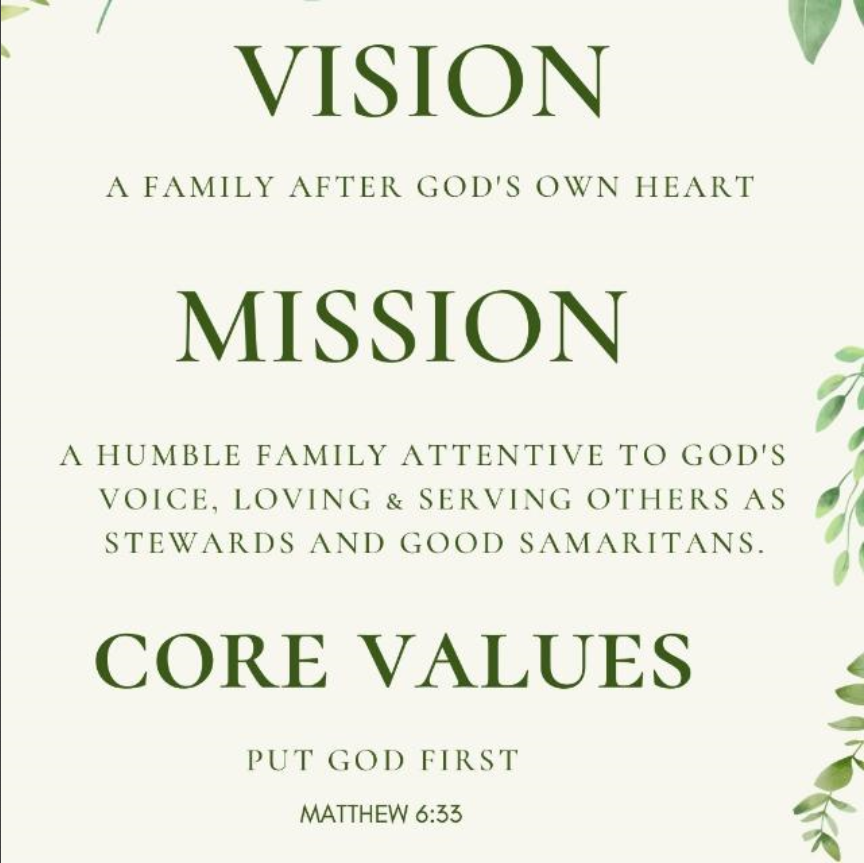 VISION
A FAMILY AFTER GOD'S OWN HEART
MISSION
A HUMBLE FAMILY ATTENTIVE TO GOD'S
VOICE, LOVING & SERVING OTHERS AS
STEWARDS AND GOOD SAMARITANS.
CORE VALUES
PUT GOD FIRST
MATTHEW 6:33